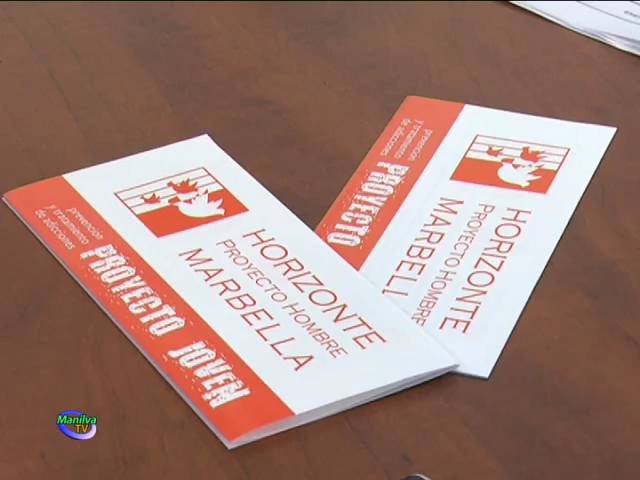 HORIZONTE
PROYECTO HOMBRE
MARBELLA
prevención
y tratamiento
de adicciones
PROYECTO JOVEN
HORIZONTE
PROYECTO HOMBRE
MARBELL
prevención
y tratamiento
de adicciones
PROYECTO
Manilva
TV